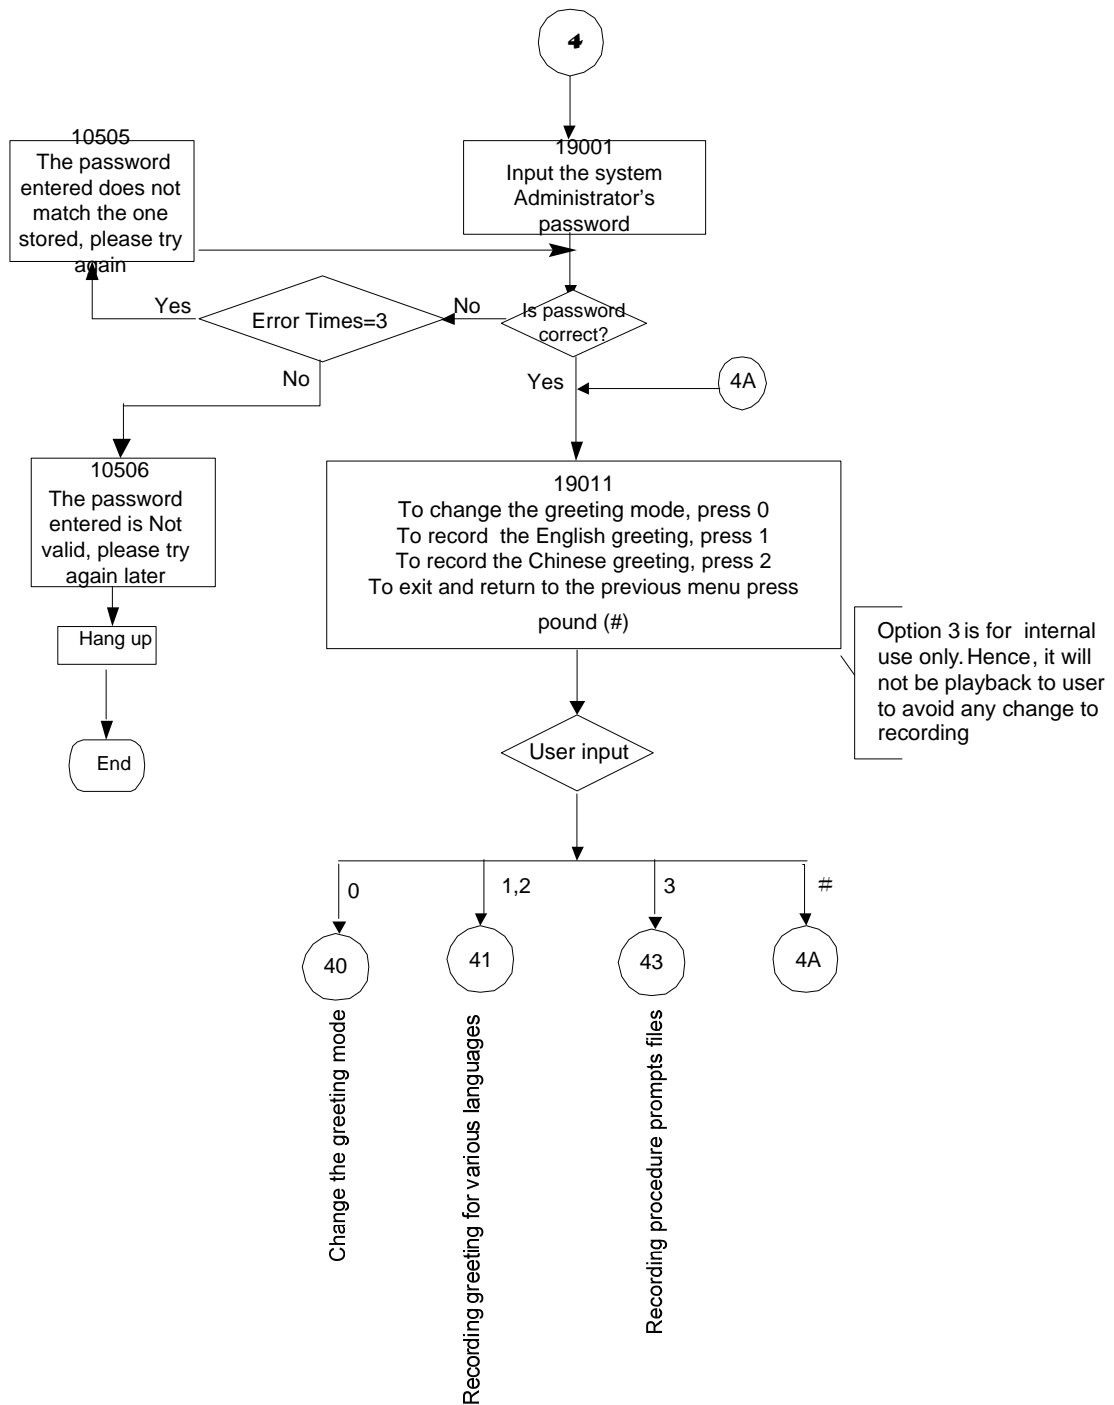 4
10505
The password
entered does not
match the one
stored, please try
again
19001
Input the system
Administrator's
password
Yes
Error Times=3
No
Is password
correct?
No
Yes
4A
10506
The password
entered is Not
valid, please try
again later
Hang up
End
19011
To change the greeting mode, press 0
To record the English greeting, press 1
To record the Chinese greeting, press 2
To exit and return to the previous menu press
pound (#)
Option 3 is for internal
use only. Hence, it will
not be playback to user
to avoid any change to
recording
User input
0
1,2
3
#
40
41
43
4A
Change the greeting mode
Recording greeting for various languages
Recording procedure prompts files